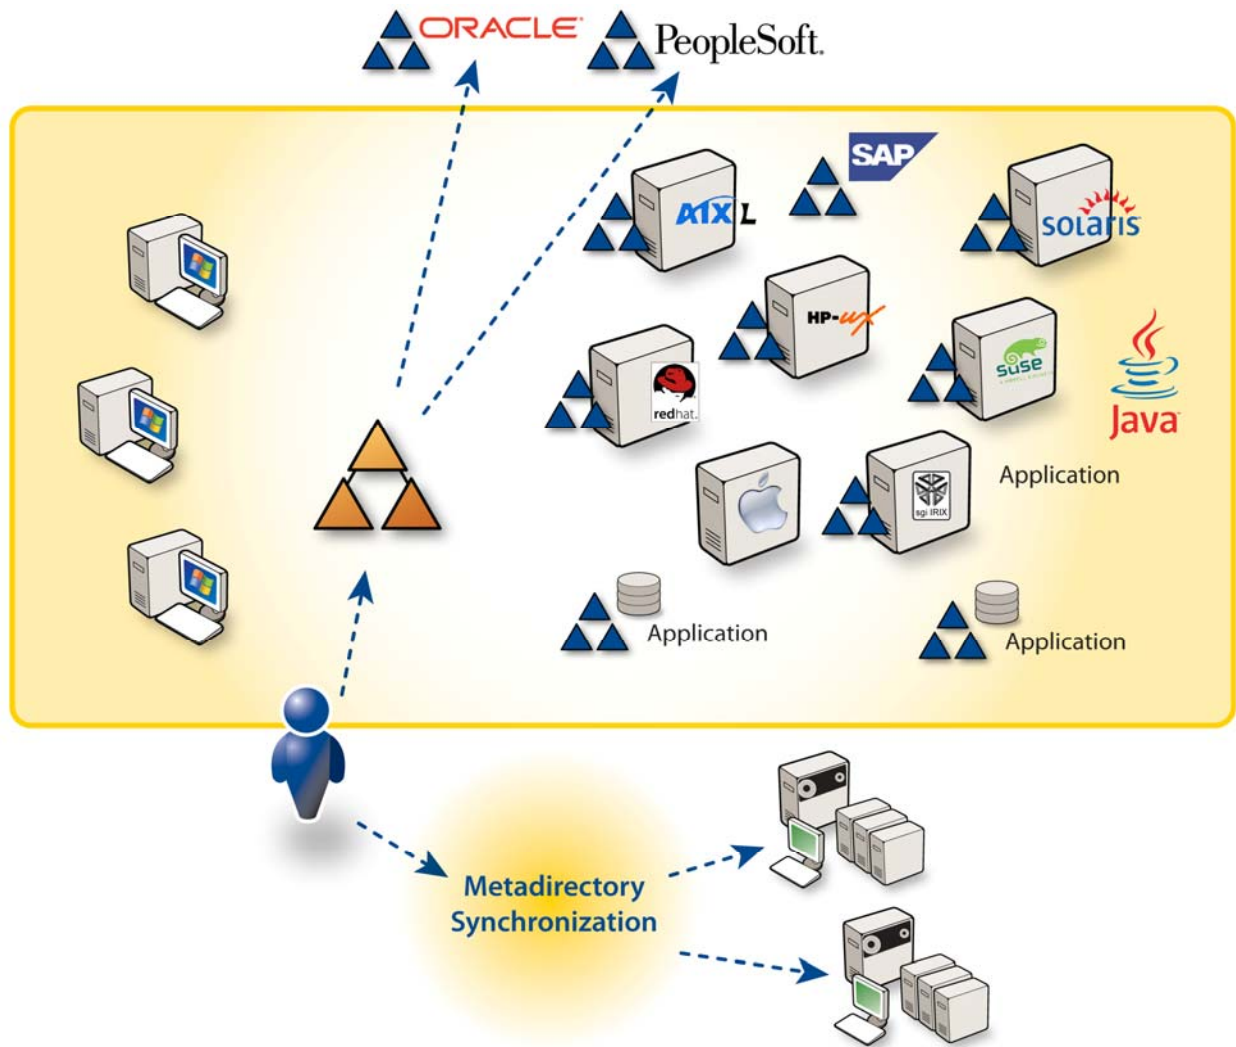 ORACLE®
PeopleSoft.
SAP
AIX L
solaris
HP-ux
suse
redhat.
Java
sgi IRIX
Application
Application
Application
Metadirectory
Synchronization